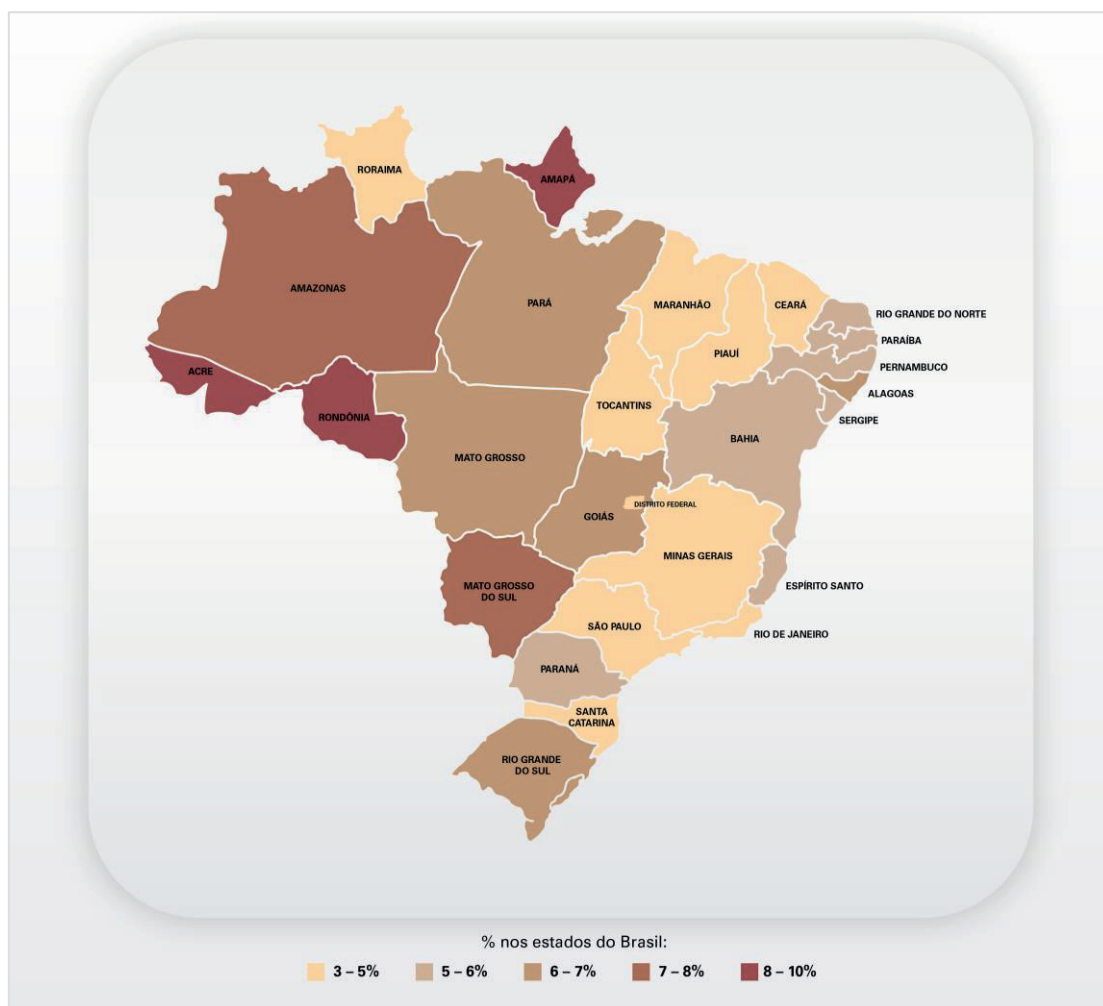 RORAIMA
AMAPÁ
AMAZONAS
PARÁ
MARANHÃO
CEARÁ
RIO GRANDE DO NORTE
PARAÍBA
PIAUÍ
PERNAMBUCO
ACRE
ALAGOAS
TOCANTINS
RONDÔNIA
SERGIPE
BAHIA
MATO GROSSO
DISTRITO FEDERAL
GOIÁS
MINAS GERAIS
MATO GROSSO
DO SUL
ESPÍRITO SANTO
SÃO PAULO
RIO DE JANEIRO
PARANÁ
SANTA
CATARINA
RIO GRANDE
DO SUL
% nos estados do Brasil:
3 – 5% 5 – 6% 6 – 7% 7 – 8% 8 – 10%